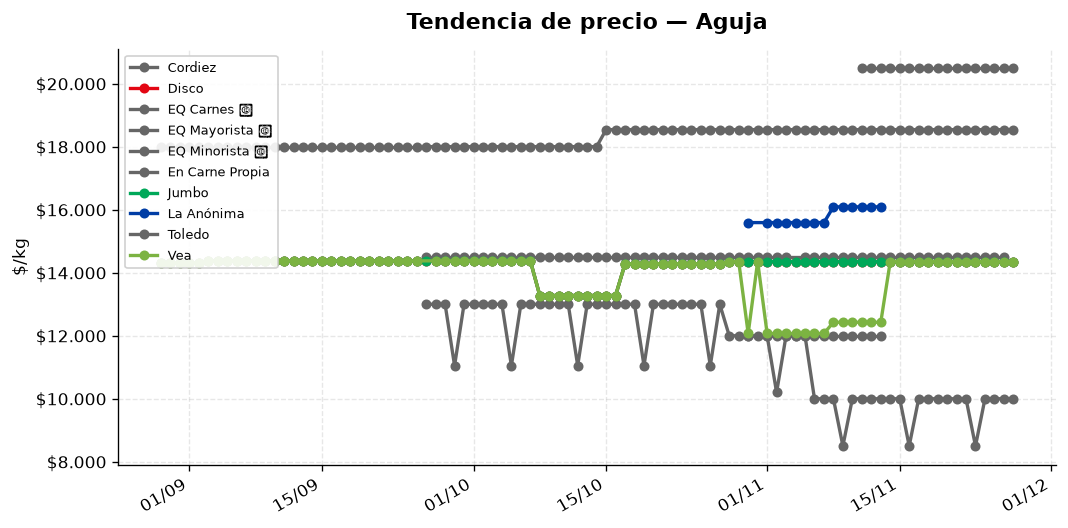 Tendencia de precio — Aguja
$/kg
$20.000
$18.000
$16.000
$14.000
$12.000
$10.000
$8.000
Cordiez
Disco
EQ Carnes
EQ Mayorista
EQ Minorista
En Carne Propia
Jumbo
La Anónima
Toledo
Vea
01/09
15/09
01/10
15/10
01/11
15/11
01/12